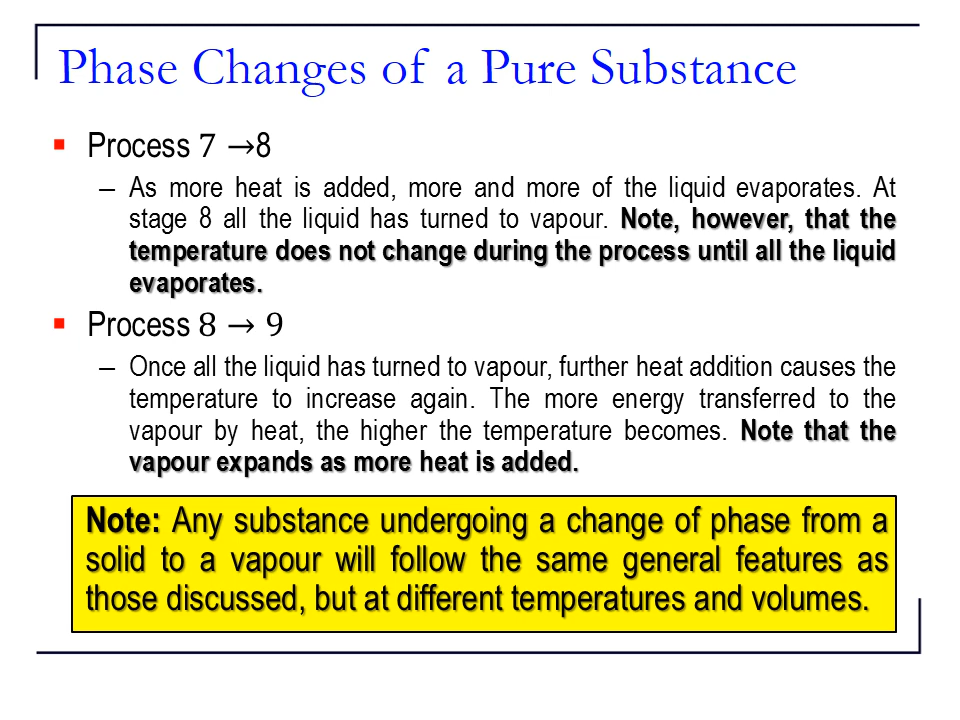 Phase Changes of a Pure Substance
Process 7 →8
– As more heat is added, more and more of the liquid evaporates. At
stage 8 all the liquid has turned to vapour. Note, however, that the
temperature does not change during the process until all the liquid
evaporates.
Process 8 → 9
– Once all the liquid has turned to vapour, further heat addition causes the
temperature to increase again. The more energy transferred to the
vapour by heat, the higher the temperature becomes. Note that the
vapour expands as more heat is added.
Note: Any substance undergoing a change of phase from a
solid to a vapour will follow the same general features as
those discussed, but at different temperatures and volumes.